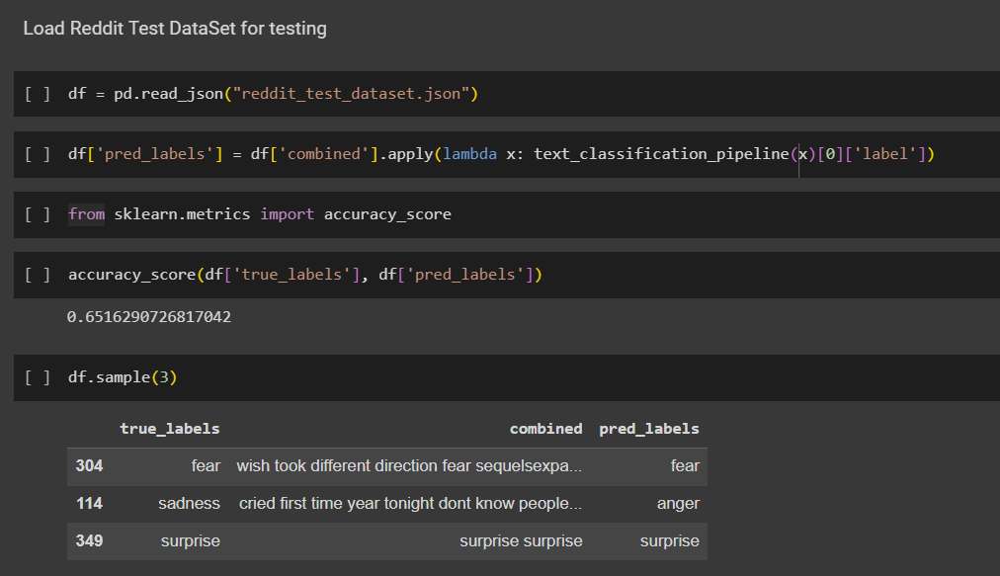 Load Reddit Test DataSet for testing
[ ] df = pd.read_json("reddit_test_dataset.json")
[ ] df['pred_labels'] = df['combined'].apply(lambda x: text_classification_pipeline(x)[0]['label'])
[ ] from sklearn.metrics import accuracy_score
[ ] accuracy_score(df['true_labels'], df['pred_labels'])
0.6516290726817042
[ ] df.sample(3)
true_labels combined pred_labels
304 fear wish took different direction fear sequelsexpa... fear
114 sadness cried first time year tonight dont know people... anger
349 surprise surprise surprise surprise